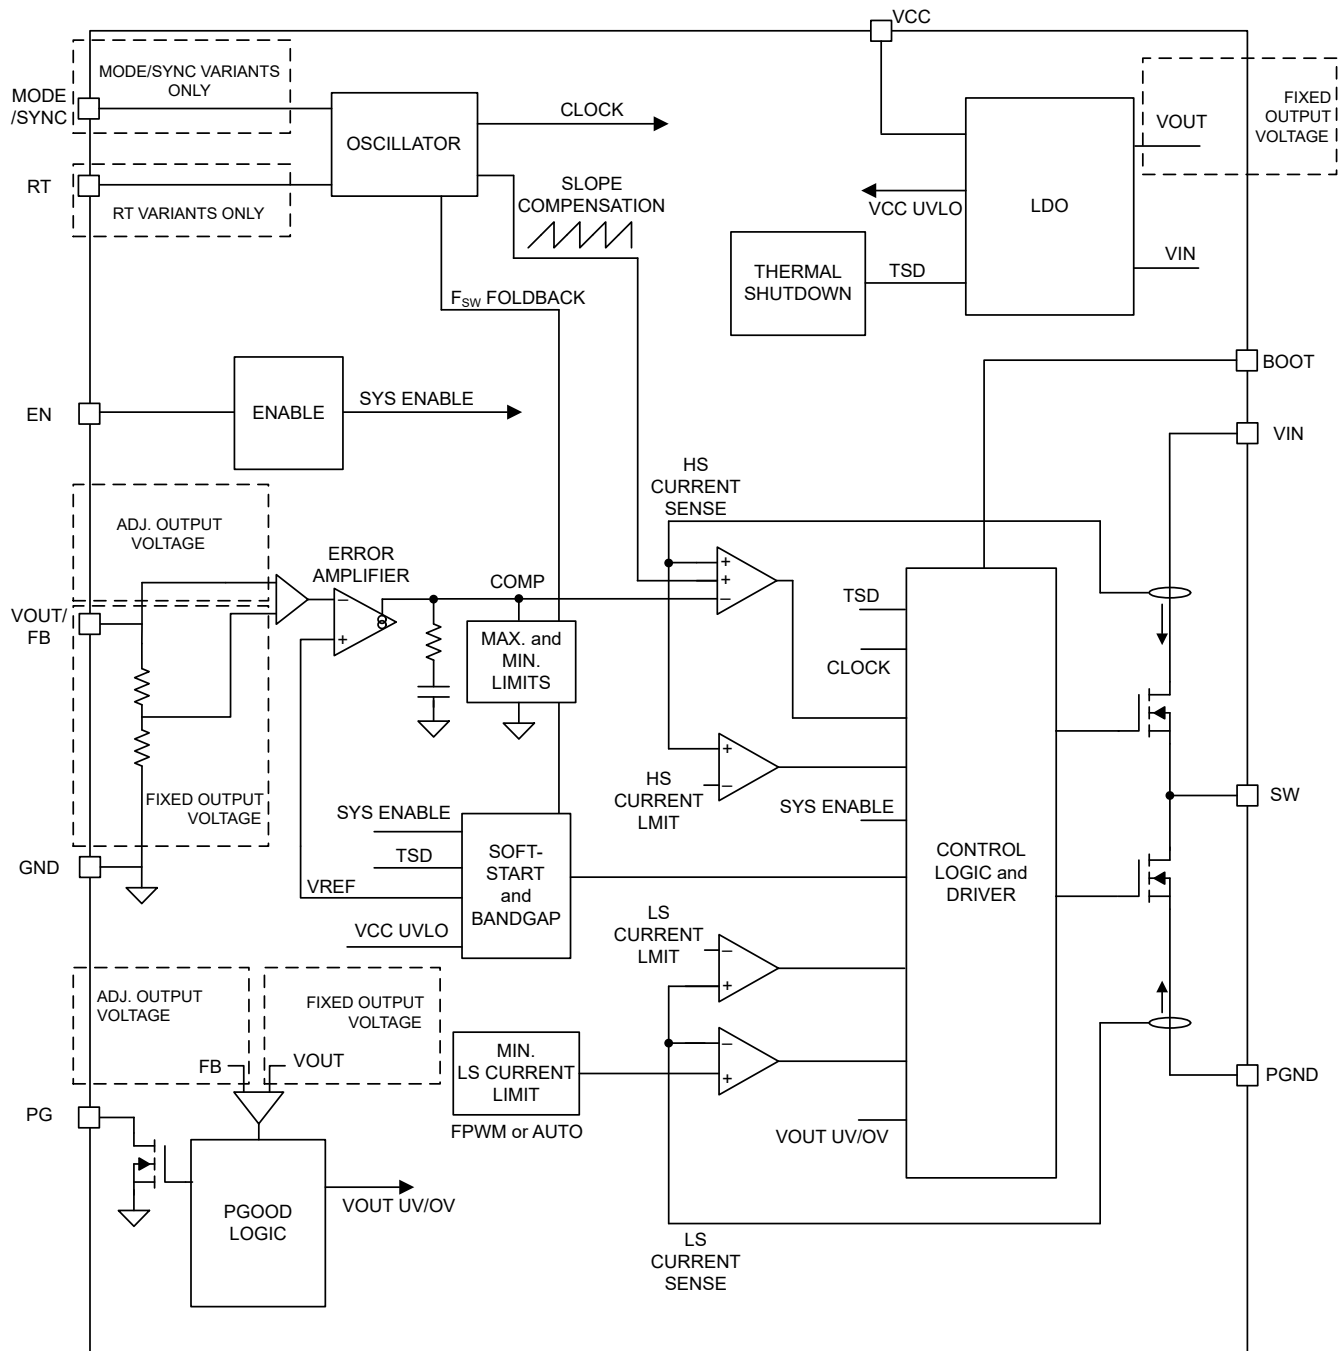 VCC
MODE/SYNC VARIANTS
ONLY
MODE
/SYNC
OSCILLATOR
CLOCK
VOUT
FIXED
OUTPUT
VOLTAGE
RT
RT VARIANTS ONLY
SLOPE
COMPENSATION
VCC UVLO
LDO
THERMAL
SHUTDOWN
TSD
VIN
FSW FOLDBACK
BOOT
EN
ENABLE
SYS ENABLE
VIN
HS
CURRENT
SENSE
ADJ. OUTPUT
VOLTAGE
ERROR
AMPLIFIER
COMP
+
+
−
−
+
VOUT/
FB
MAX. and
MIN.
LIMITS
TSD
CLOCK
FIXED OUTPUT
VOLTAGE
HS
CURRENT
LMIT
+
−
SYS ENABLE
SW
SYS ENABLE
TSD
VREF
VCC UVLO
SOFT-
START
and
BANDGAP
CONTROL
LOGIC and
DRIVER
GND
LS
CURRENT
LMIT
−
+
ADJ. OUTPUT
VOLTAGE
FIXED OUTPUT
VOLTAGE
FB
VOUT
MIN.
LS CURRENT
LIMIT
FPWM or AUTO
−
+
PGND
PG
VOUT UV/OV
PGOOD
LOGIC
VOUT UV/OV
LS
CURRENT
SENSE